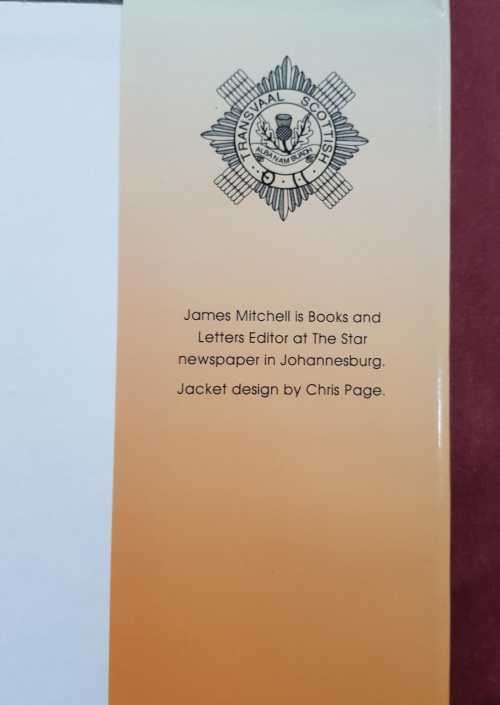 TRANSVAAL SCOTTISH
ALBA NAM BUADH
James Mitchell is Books and
Letters Editor at The Star
newspaper in Johannesburg.
Jacket design by Chris Page.